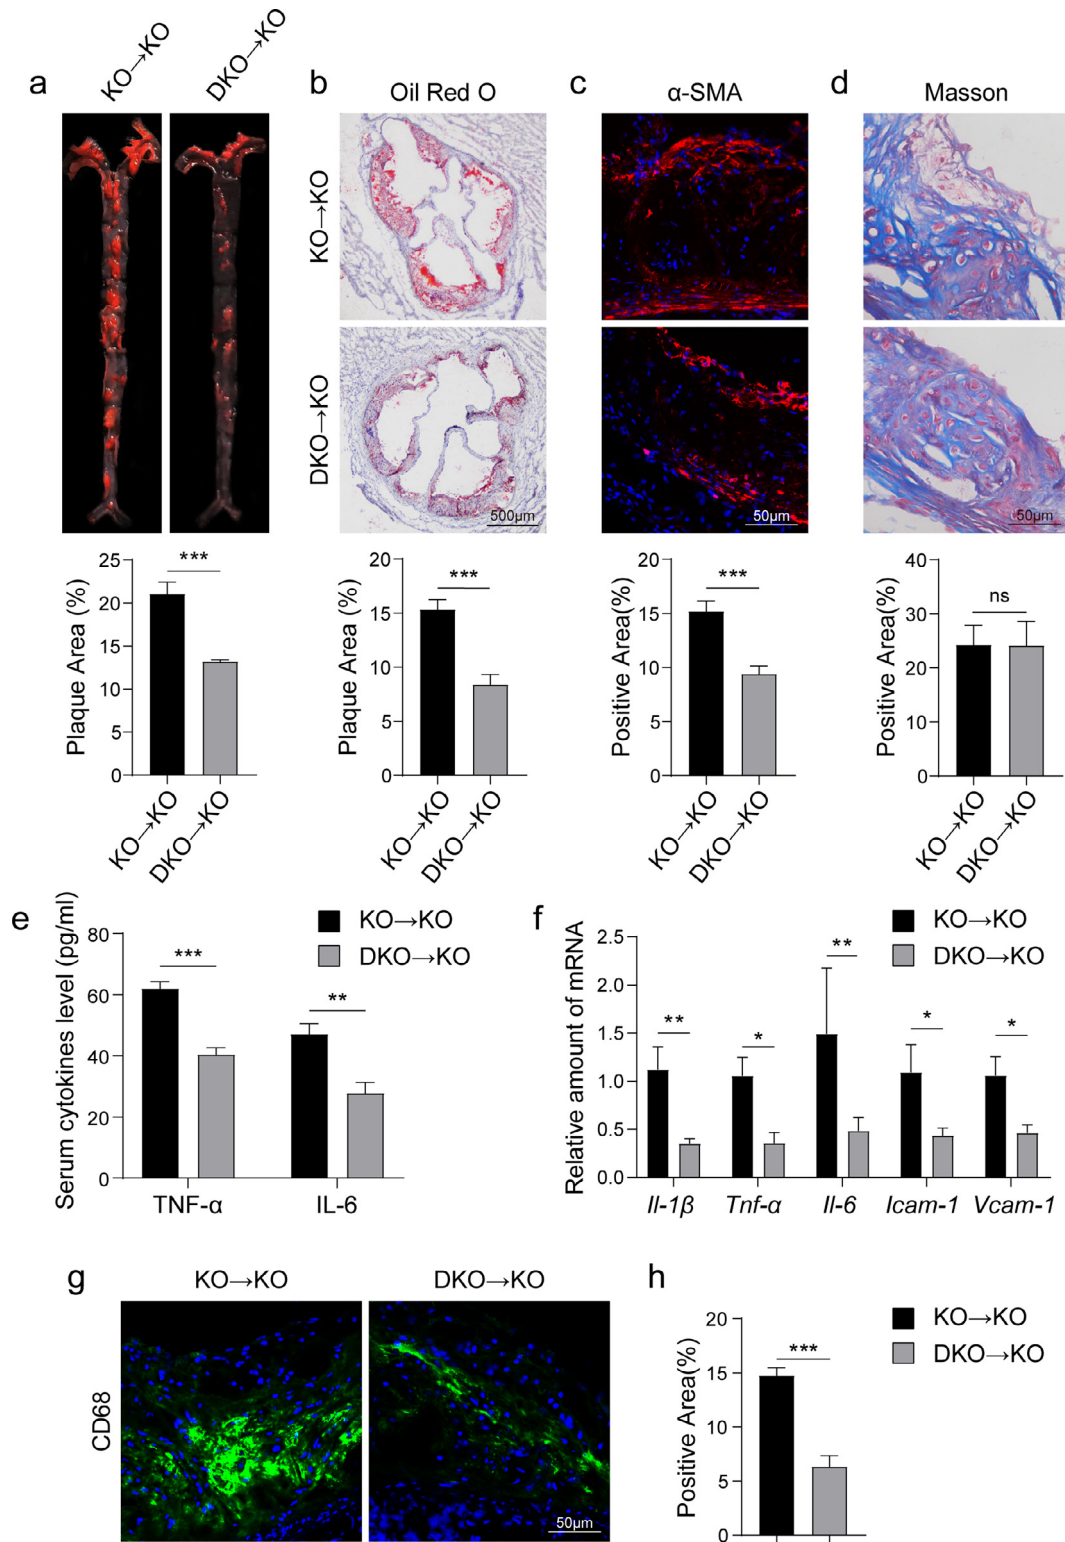 a
KO→KO
DKO→KO
b
Oil Red O
c
α-SMA
d
Masson
KO→KO
DKO→KO
500μm
50μm
50μm
Plaque Area (%)
25
20
15
10
5
0
***
KO→KO
DKO→KO
Plaque Area (%)
20
15
10
5
0
***
KO→KO
DKO→KO
Positive Area(%)
20
15
10
5
0
***
KO→KO
DKO→KO
Positive Area(%)
40
30
20
10
0
ns
KO→KO
DKO→KO
e
KO→KO
DKO→KO
Serum cytokines level (pg/ml)
80
60
40
20
0
***
**
TNF-α
IL-6
f
KO→KO
DKO→KO
Relative amount of mRNA
2.5
2.0
1.5
1.0
0.5
0.0
**
*
**
*
*
Il-1β
Tnf-α
Il-6
Icam-1
Vcam-1
g
KO→KO
DKO→KO
CD68
50μm
h
KO→KO
DKO→KO
Positive Area(%)
20
15
10
5
0
***